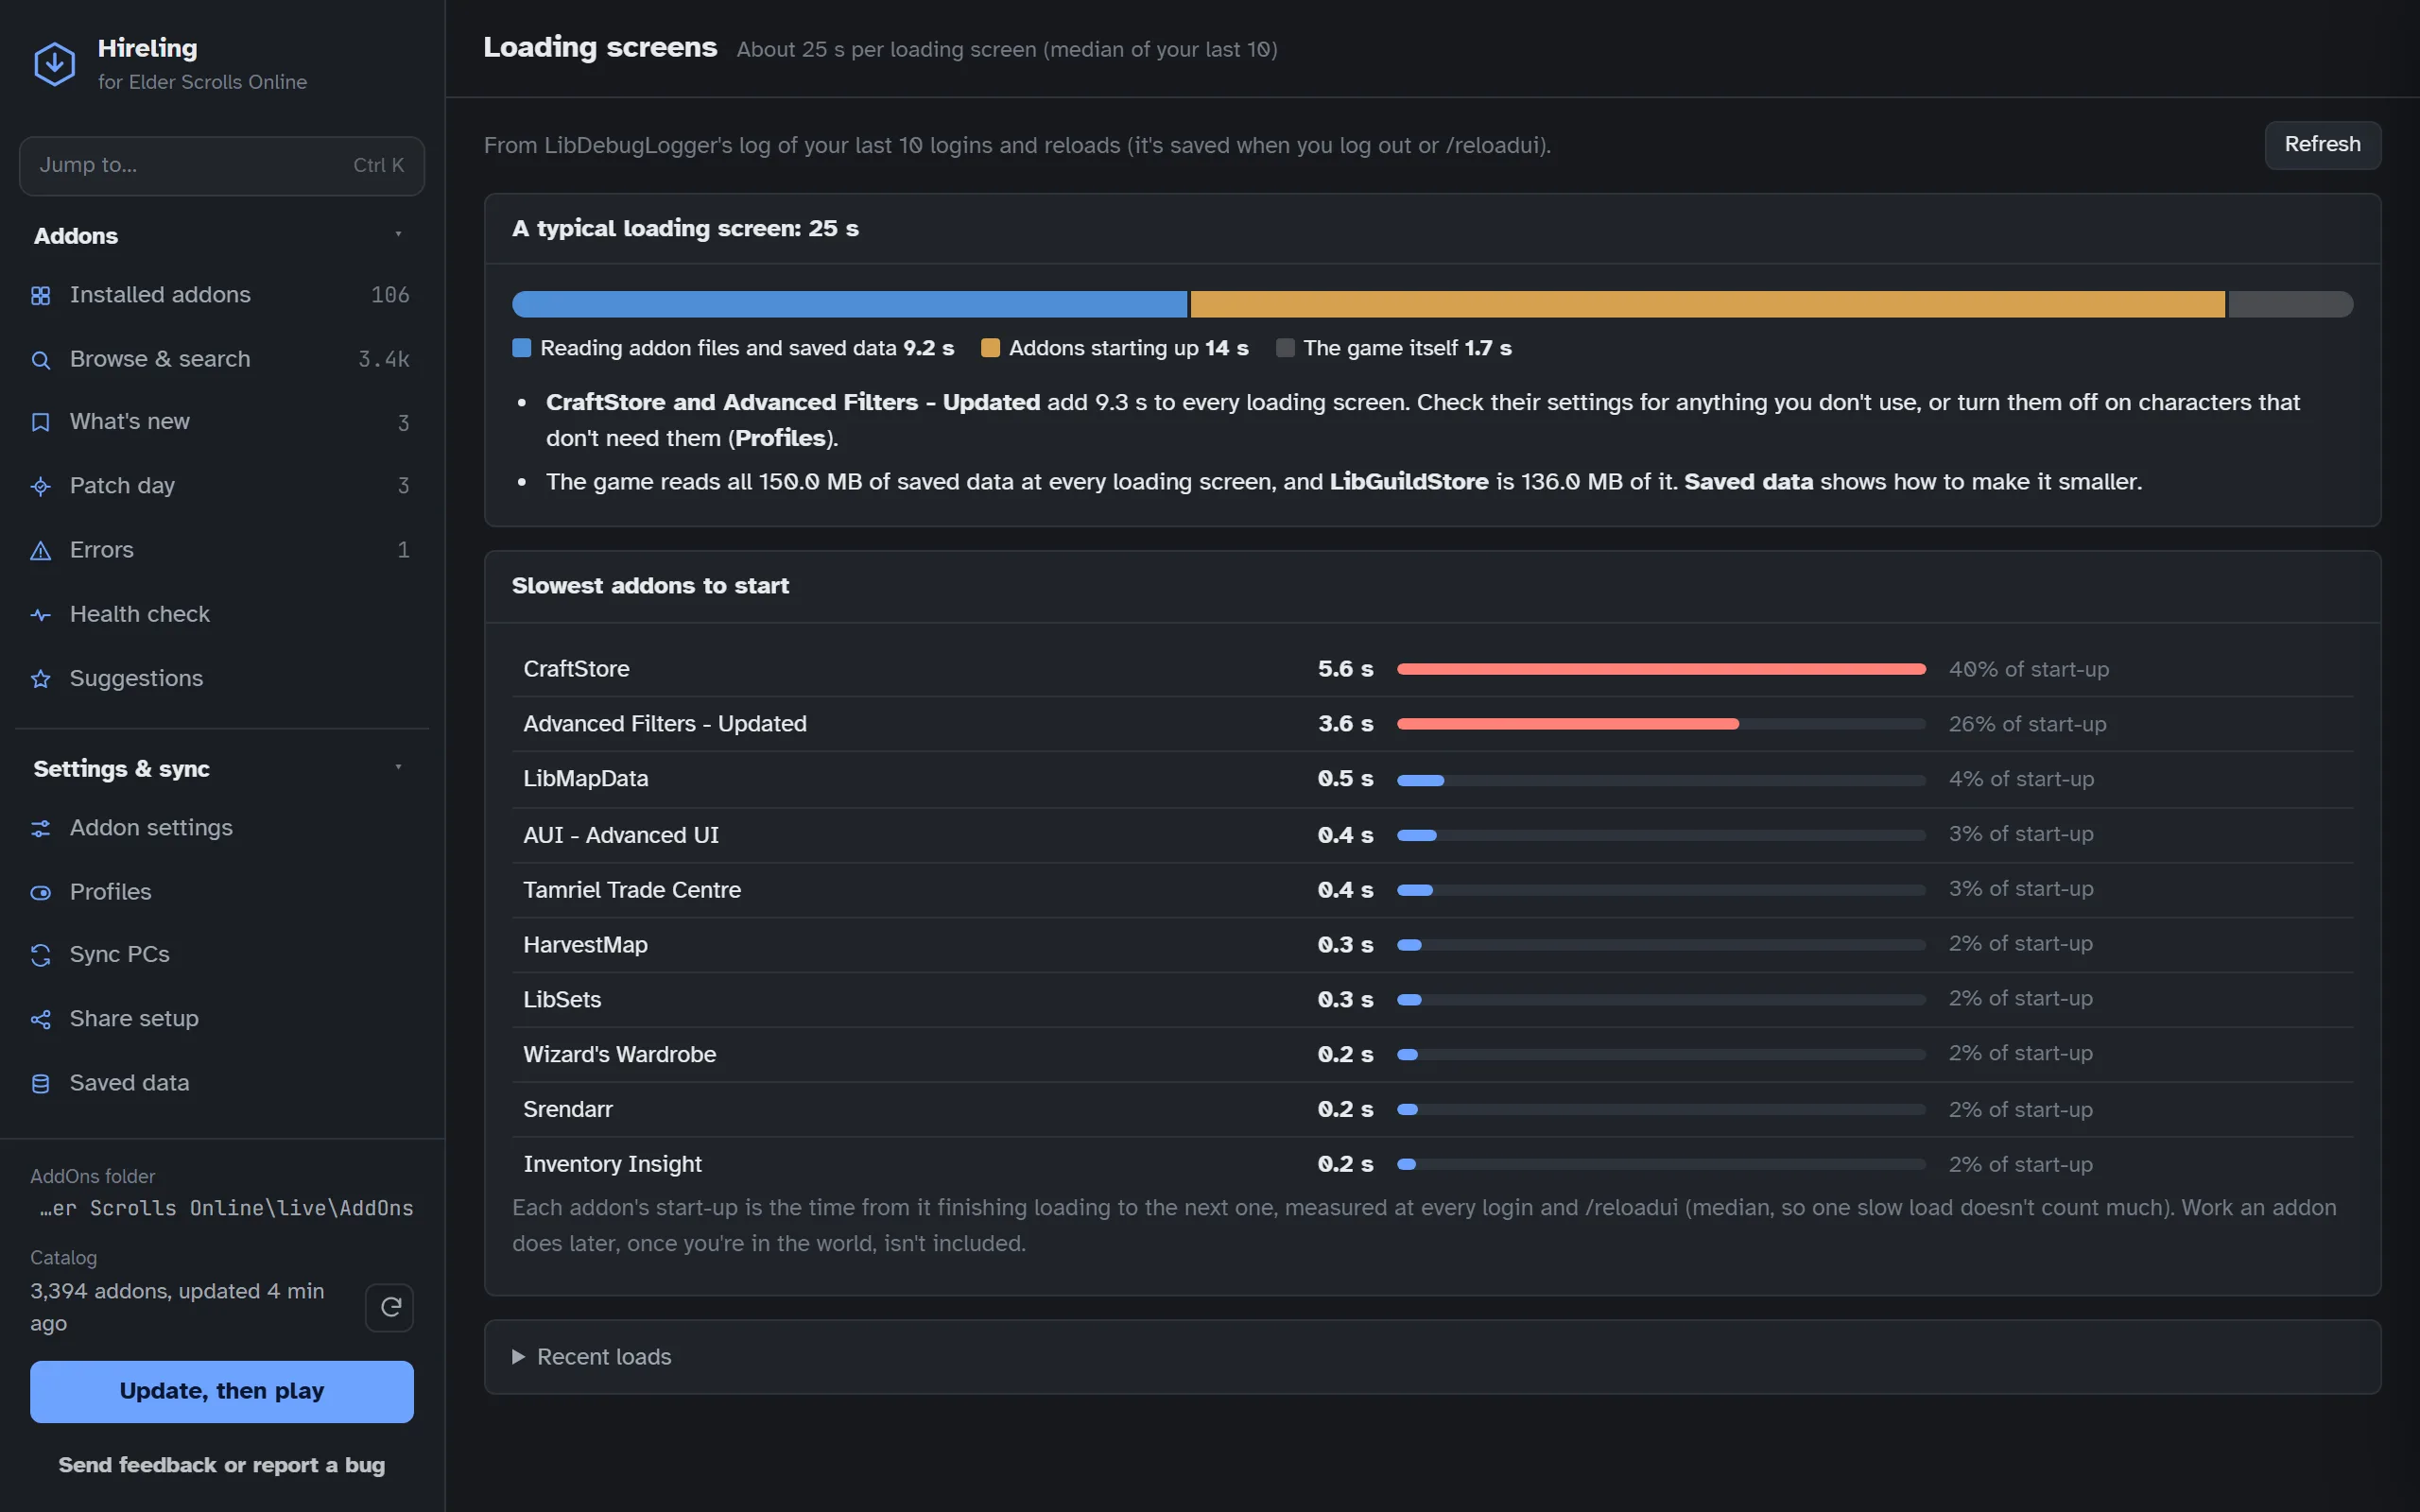 Hireling
for Elder Scrolls Online
Jump to... Ctrl K
Addons
Installed addons 106
Browse & search 3.4k
What's new 3
Patch day 3
Errors 1
Health check
Suggestions
Settings & sync
Addon settings
Profiles
Sync PCs
Share setup
Saved data
AddOns folder
…er Scrolls Online\live\AddOns
Catalog
3,394 addons, updated 4 min
ago
Update, then play
Send feedback or report a bug
Loading screens About 25 s per loading screen (median of your last 10)
From LibDebugLogger's log of your last 10 logins and reloads (it's saved when you log out or /reloadui).
Refresh
A typical loading screen: 25 s
Reading addon files and saved data 9.2 s Addons starting up 14 s The game itself 1.7 s
• CraftStore and Advanced Filters - Updated add 9.3 s to every loading screen. Check their settings for anything you don't use, or turn them off on characters that
don't need them (Profiles).
• The game reads all 150.0 MB of saved data at every loading screen, and LibGuildStore is 136.0 MB of it. Saved data shows how to make it smaller.
Slowest addons to start
CraftStore 5.6 s 40% of start-up
Advanced Filters - Updated 3.6 s 26% of start-up
LibMapData 0.5 s 4% of start-up
AUI - Advanced UI 0.4 s 3% of start-up
Tamriel Trade Centre 0.4 s 3% of start-up
HarvestMap 0.3 s 2% of start-up
LibSets 0.3 s 2% of start-up
Wizard's Wardrobe 0.2 s 2% of start-up
Srendarr 0.2 s 2% of start-up
Inventory Insight 0.2 s 2% of start-up
Each addon's start-up is the time from it finishing loading to the next one, measured at every login and /reloadui (median, so one slow load doesn't count much). Work an addon
does later, once you're in the world, isn't included.
Recent loads